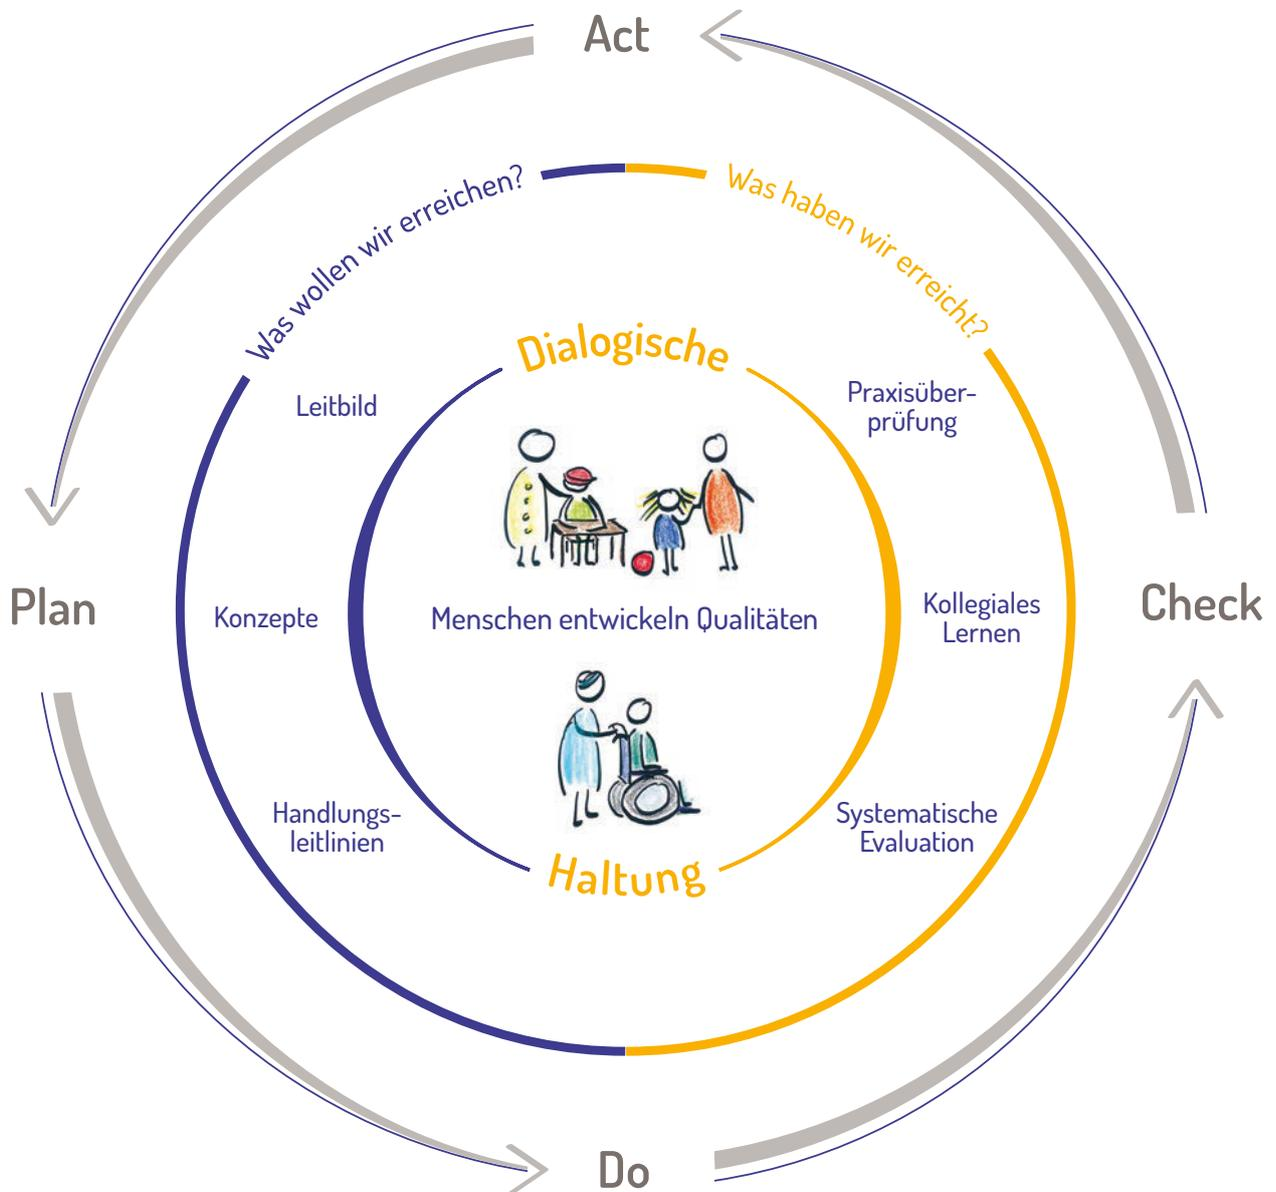 Act
Was wollen wir erreichen?
Was haben wir erreicht?
Dialogische
Leitbild
Praxisüber-
prüfung
Plan
Konzepte
Menschen entwickeln Qualitäten
Kollegiales
Lernen
Check
Handlungs-
leitlinien
Systematische
Evaluation
Haltung
Do